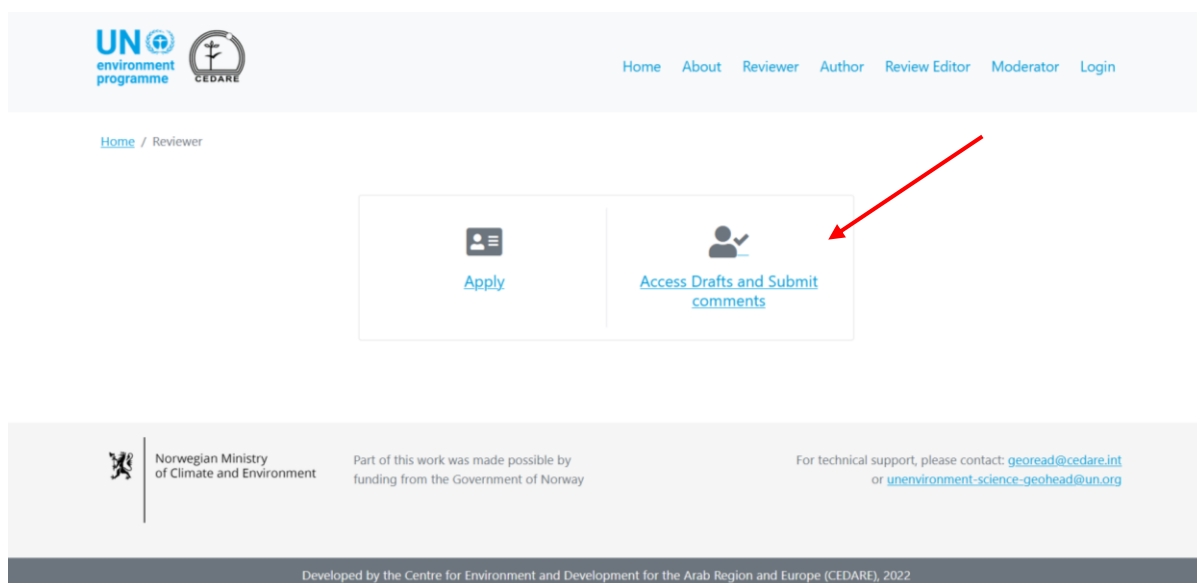 UN
environment
programme
CEDARE
Home About Reviewer Author Review Editor Moderator Login
Home / Reviewer
Apply
Access Drafts and Submit
comments
Norwegian Ministry
of Climate and Environment
Part of this work was made possible by
funding from the Government of Norway
For technical support, please contact: georead@cedare.int
or unenvironment-science-geohead@un.org
Developed by the Centre for Environment and Development for the Arab Region and Europe (CEDARE), 2022